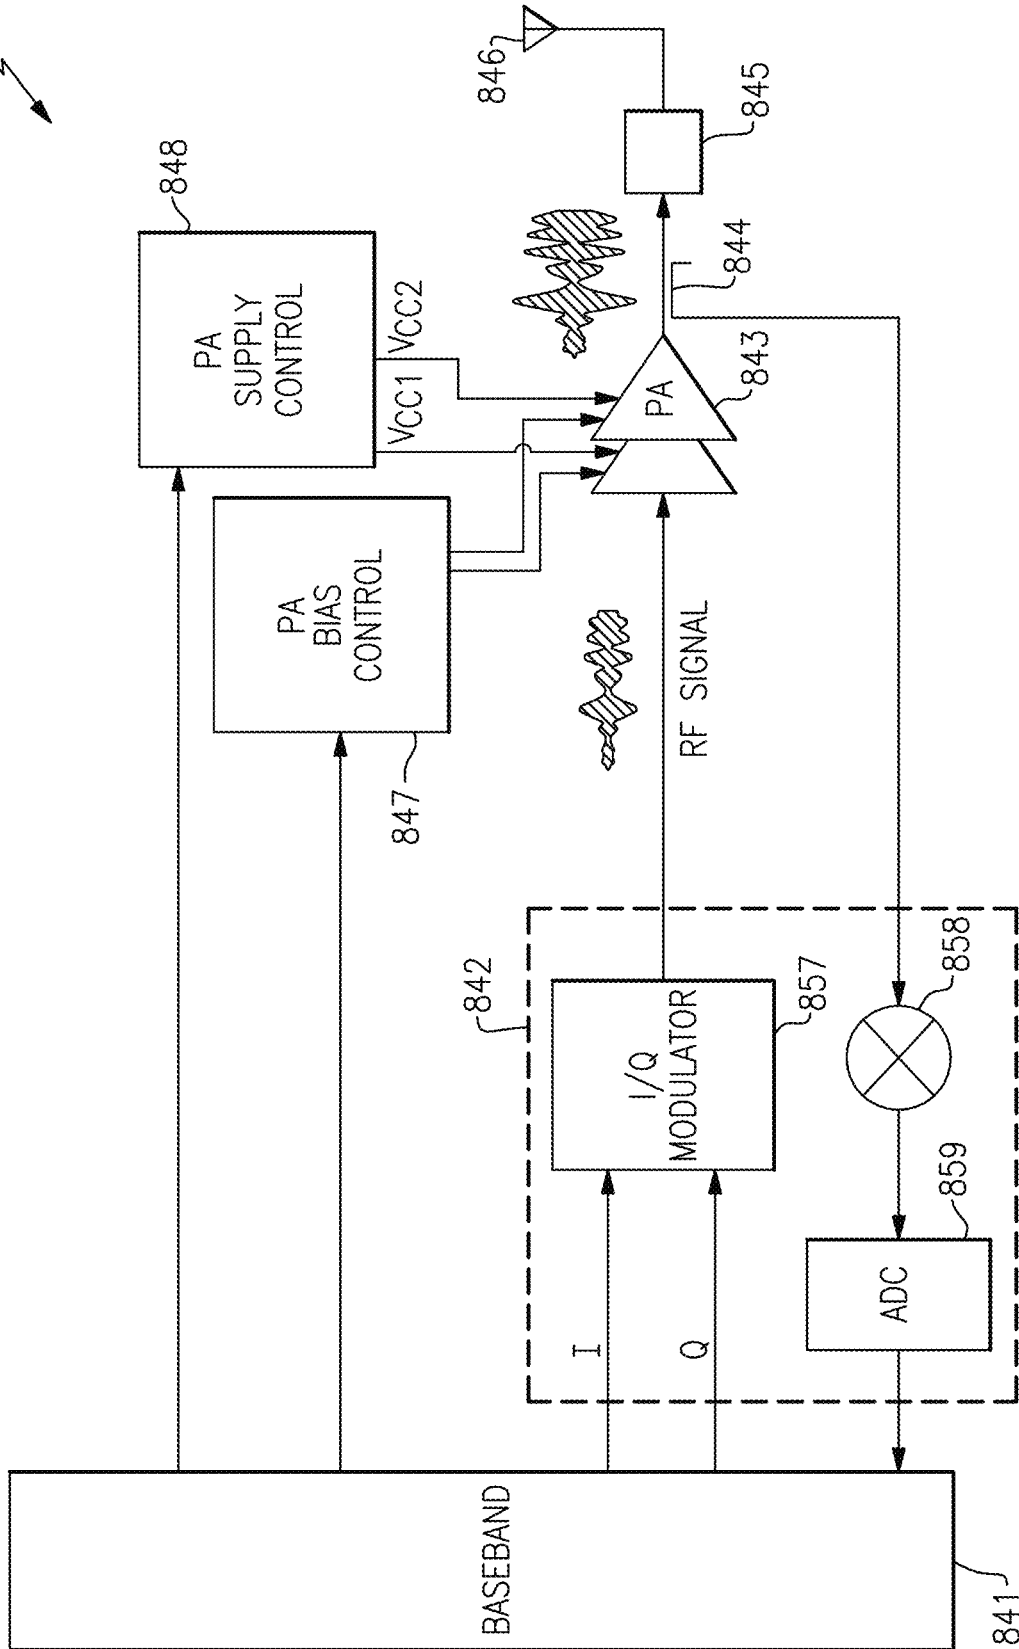 848
PA
SUPPLY
CONTROL
VCC1
VCC2
PA
BIAS
CONTROL
847
846
845
844
PA
843
RF SIGNAL
842
I/Q
MODULATOR
857
858
ADC
859
I
Q
BASEBAND
841